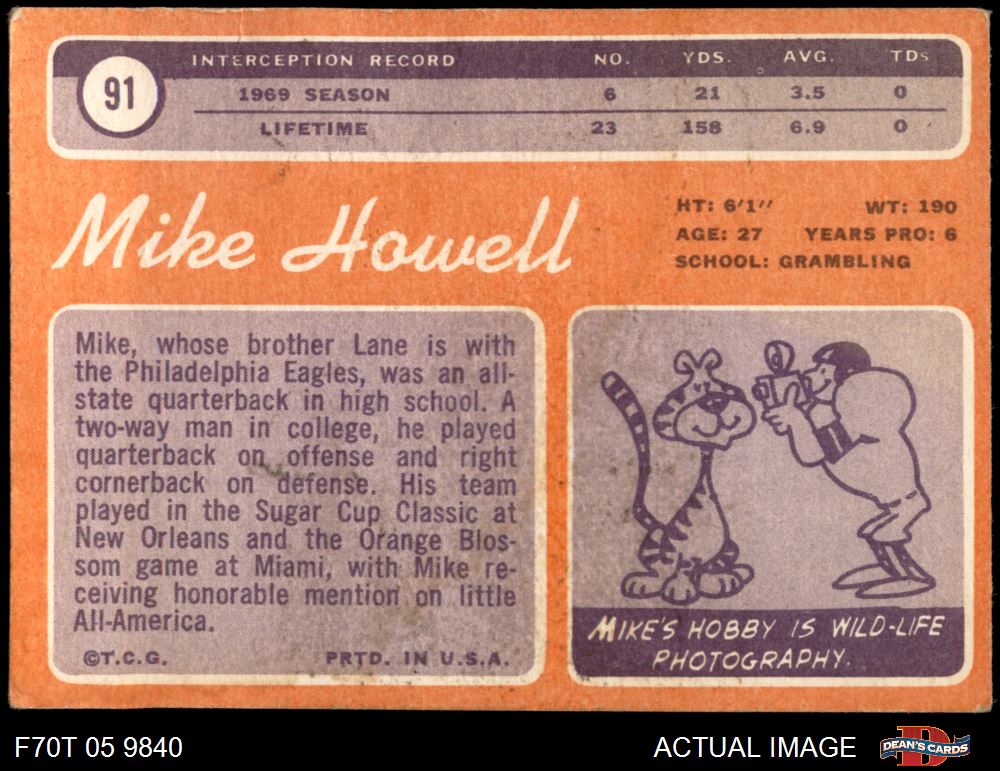 91
INTERCEPTION RECORD NO. YDS. AVG. TDs
1969 SEASON 6 21 3.5 0
LIFETIME 23 158 6.9 0
Mike Howell
HT: 6'1" WT: 190
AGE: 27 YEARS PRO: 6
SCHOOL: GRAMBLING
Mike, whose brother Lane is with
the Philadelphia Eagles, was an all-
state quarterback in high school. A
two-way man in college, he played
quarterback on offense and right
cornerback on defense. His team
played in the Sugar Cup Classic at
New Orleans and the Orange Blos-
som game at Miami, with Mike re-
ceiving honorable mention on little
All-America.
©T.C.G. PRTD. IN U.S.A.
MIKE'S HOBBY IS WILD-LIFE
PHOTOGRAPHY.
F70T 05 9840
ACTUAL IMAGE
DEAN'S CARDS